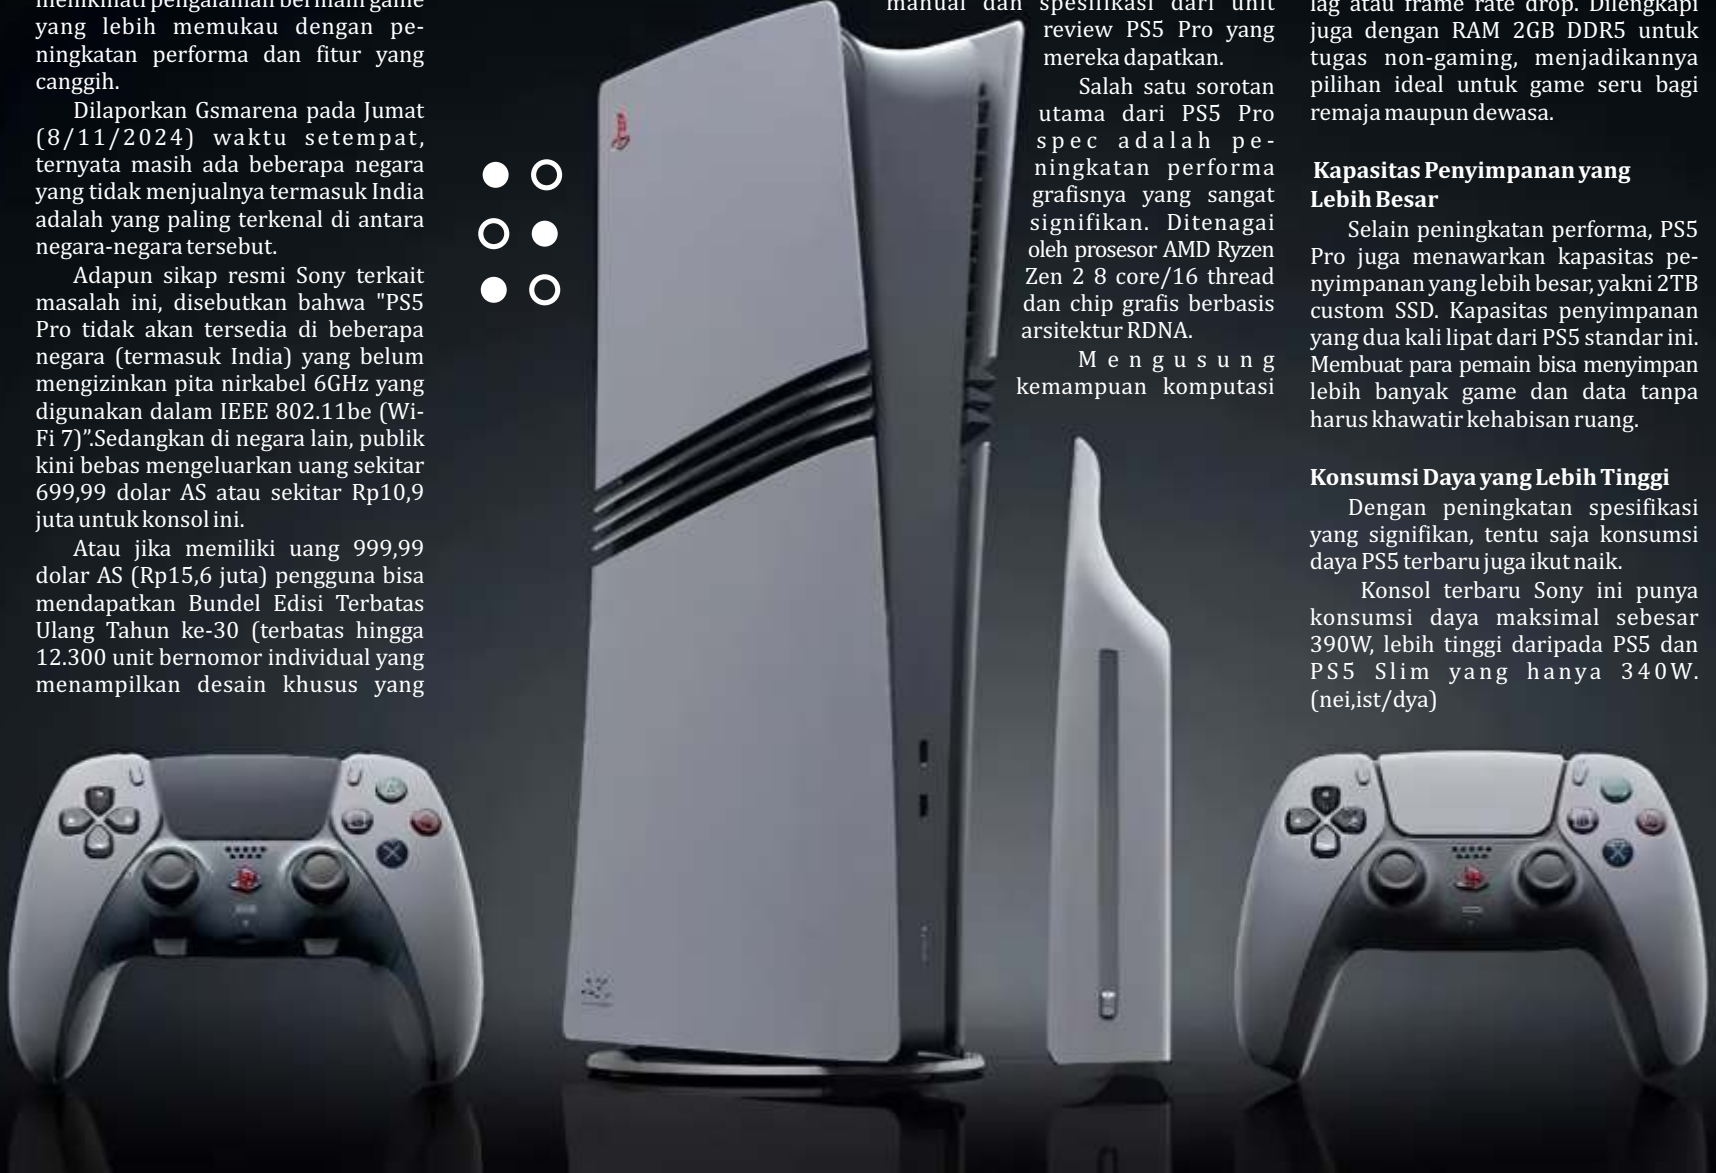 menikmati pengalaman bermain game
yang lebih memukau dengan pe-
ningkatan performa dan fitur yang
canggih.
Dilaporkan Gsmarena pada Jumat
(8/11/2024) waktu setempat,
ternyata masih ada beberapa negara
yang tidak menjualnya termasuk India
adalah yang paling terkenal di antara
negara-negara tersebut.
Adapun sikap resmi Sony terkait
masalah ini, disebutkan bahwa "PS5
Pro tidak akan tersedia di beberapa
negara (termasuk India) yang belum
mengizinkan pita nirkabel 6GHz yang
digunakan dalam IEEE 802.11be (Wi-
Fi 7)”.Sedangkan di negara lain, publik
kini bebas mengeluarkan uang sekitar
699,99 dolar AS atau sekitar Rp10,9
juta untuk konsol ini.
Atau jika memiliki uang 999,99
dolar AS (Rp15,6 juta) pengguna bisa
mendapatkan Bundel Edisi Terbatas
Ulang Tahun ke-30 (terbatas hingga
12.300 unit bernomor individual yang
menampilkan desain khusus yang
manual dan spesifikasi dari unit
review PS5 Pro yang
mereka dapatkan.
Salah satu sorotan
utama dari PS5 Pro
spec adalah pe-
ningkatan performa
grafisnya yang sangat
signifikan. Ditenagai
oleh prosesor AMD Ryzen
Zen 2 8 core/16 thread
dan chip grafis berbasis
arsitektur RDNA.
Mengusung
kemampuan komputasi
lag atau frame rate drop. Dilengkapi
juga dengan RAM 2GB DDR5 untuk
tugas non-gaming, menjadikannya
pilihan ideal untuk game seru bagi
remaja maupun dewasa.
Kapasitas Penyimpanan yang
Lebih Besar
Selain peningkatan performa, PS5
Pro juga menawarkan kapasitas pe-
nyimpanan yang lebih besar, yakni 2TB
custom SSD. Kapasitas penyimpanan
yang dua kali lipat dari PS5 standar ini.
Membuat para pemain bisa menyimpan
lebih banyak game dan data tanpa
harus khawatir kehabisan ruang.
Konsumsi Daya yang Lebih Tinggi
Dengan peningkatan spesifikasi
yang signifikan, tentu saja konsumsi
daya PS5 terbaru juga ikut naik.
Konsol terbaru Sony ini punya
konsumsi daya maksimal sebesar
390W, lebih tinggi daripada PS5 dan
PS5 Slim yang hanya 340W.
(nei,ist/dya)